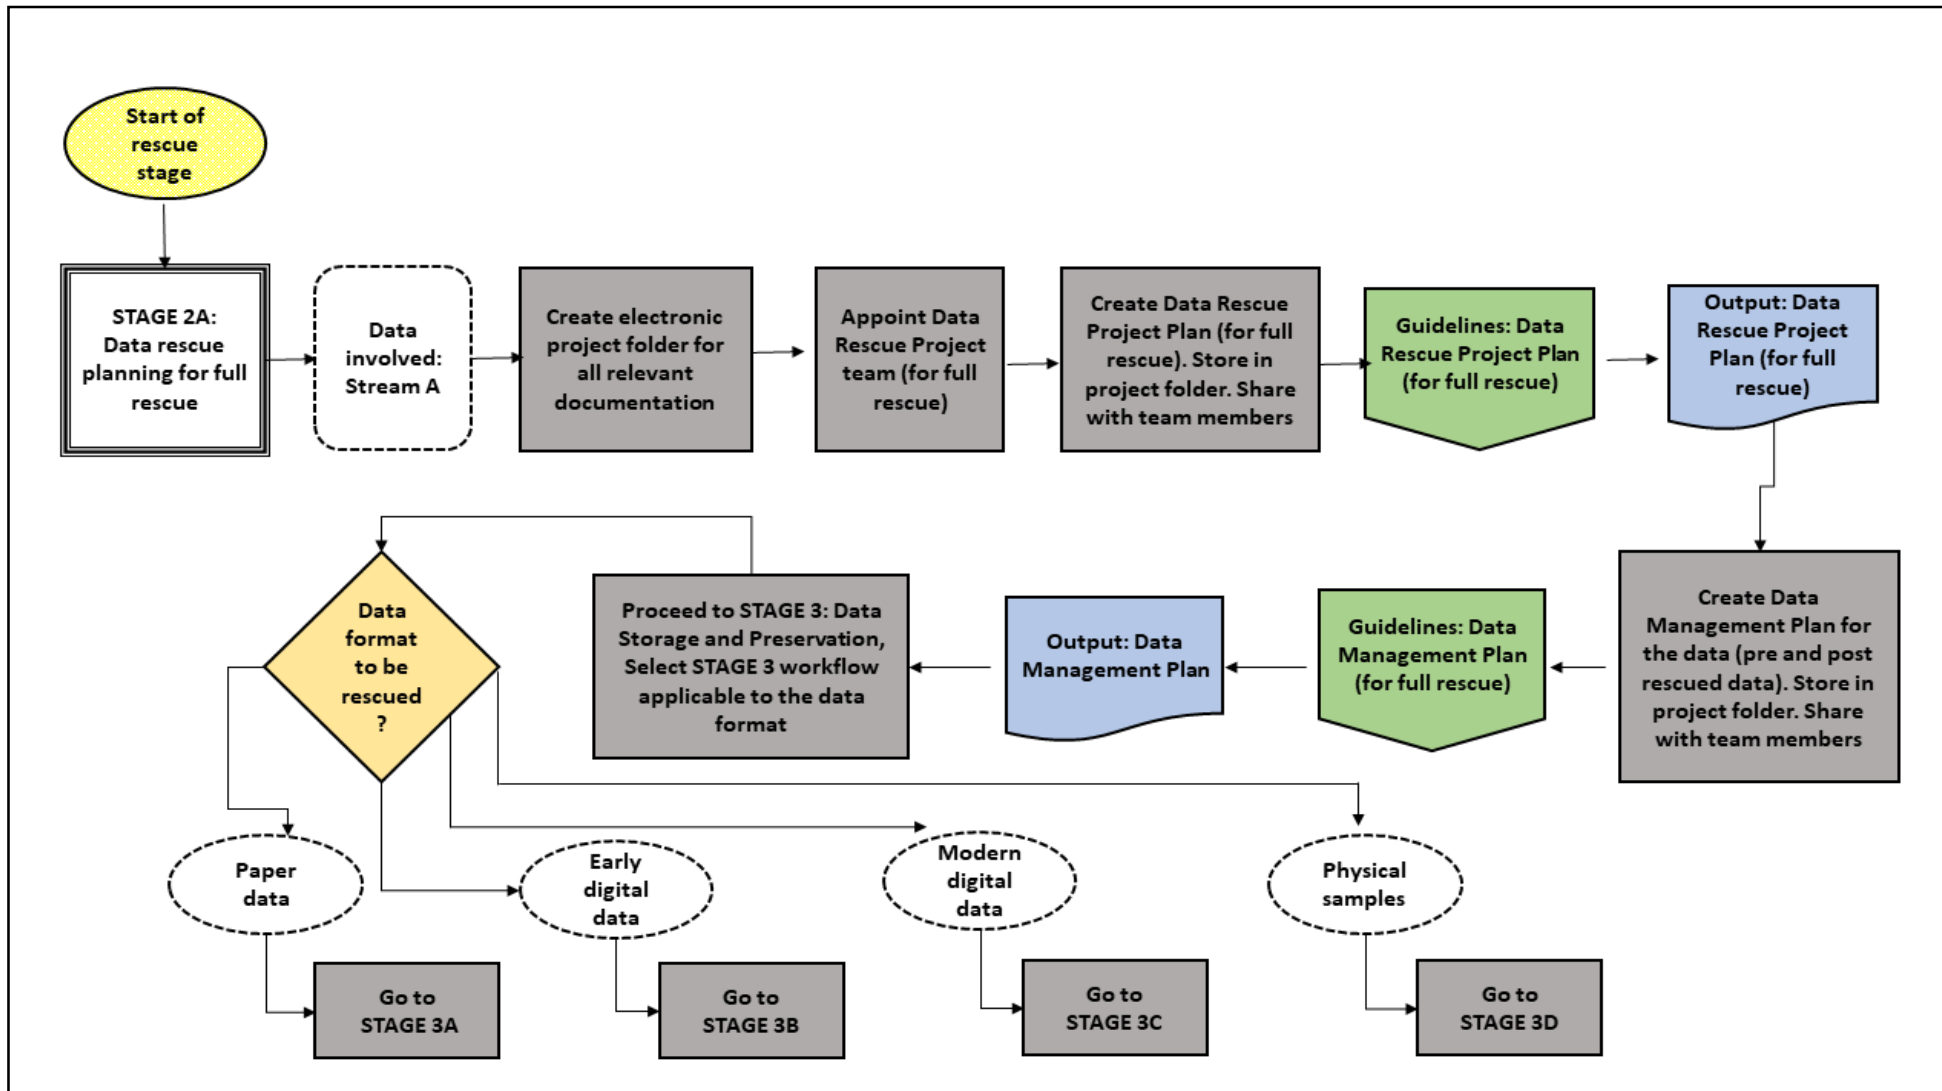 Start of
rescue
stage
STAGE 2A:
Data rescue
planning for full
rescue
Data
involved:
Stream A
Create electronic
project folder for
all relevant
documentation
Appoint Data
Rescue Project
team (for full
rescue)
Create Data Rescue
Project Plan (for full
rescue). Store in
project folder. Share
with team members
Guidelines: Data
Rescue Project Plan
(for full rescue)
Output: Data
Rescue Project
Plan (for full
rescue)
Create Data
Management Plan for
the data (pre and post
rescued data). Store in
project folder. Share
with team members
Guidelines: Data
Management Plan
(for full rescue)
Output: Data
Management Plan
Proceed to STAGE 3: Data
Storage and Preservation,
Select STAGE 3 workflow
applicable to the data
format
Data
format
to be
rescued
?
Paper
data
Early
digital
data
Modern
digital
data
Physical
samples
Go to
STAGE 3A
Go to
STAGE 3B
Go to
STAGE 3C
Go to
STAGE 3D